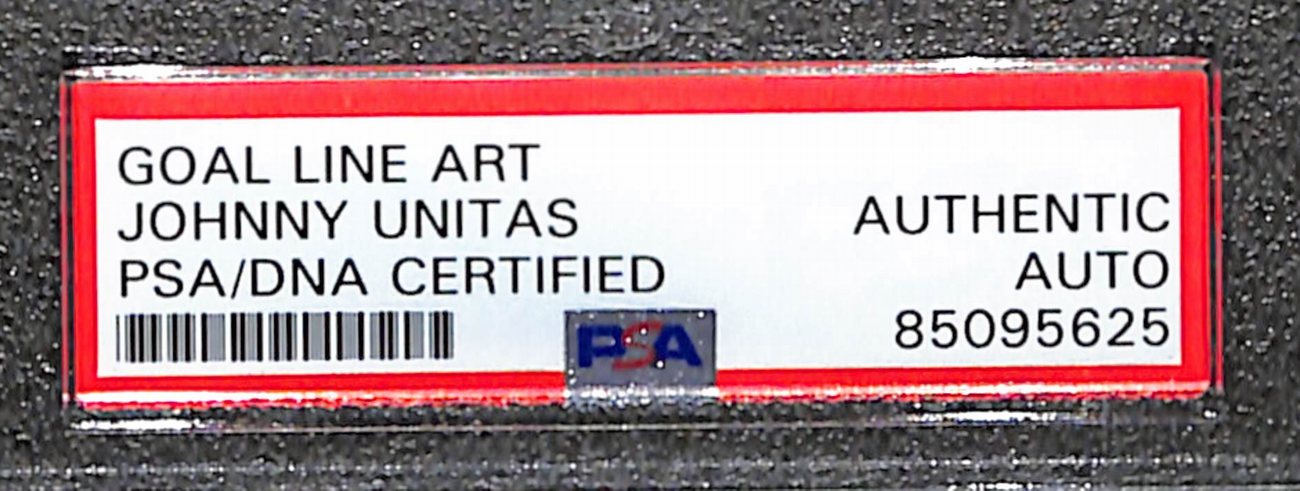 GOAL LINE ART
JOHNNY UNITAS
PSA/DNA CERTIFIED
AUTHENTIC
AUTO
85095625
PSA